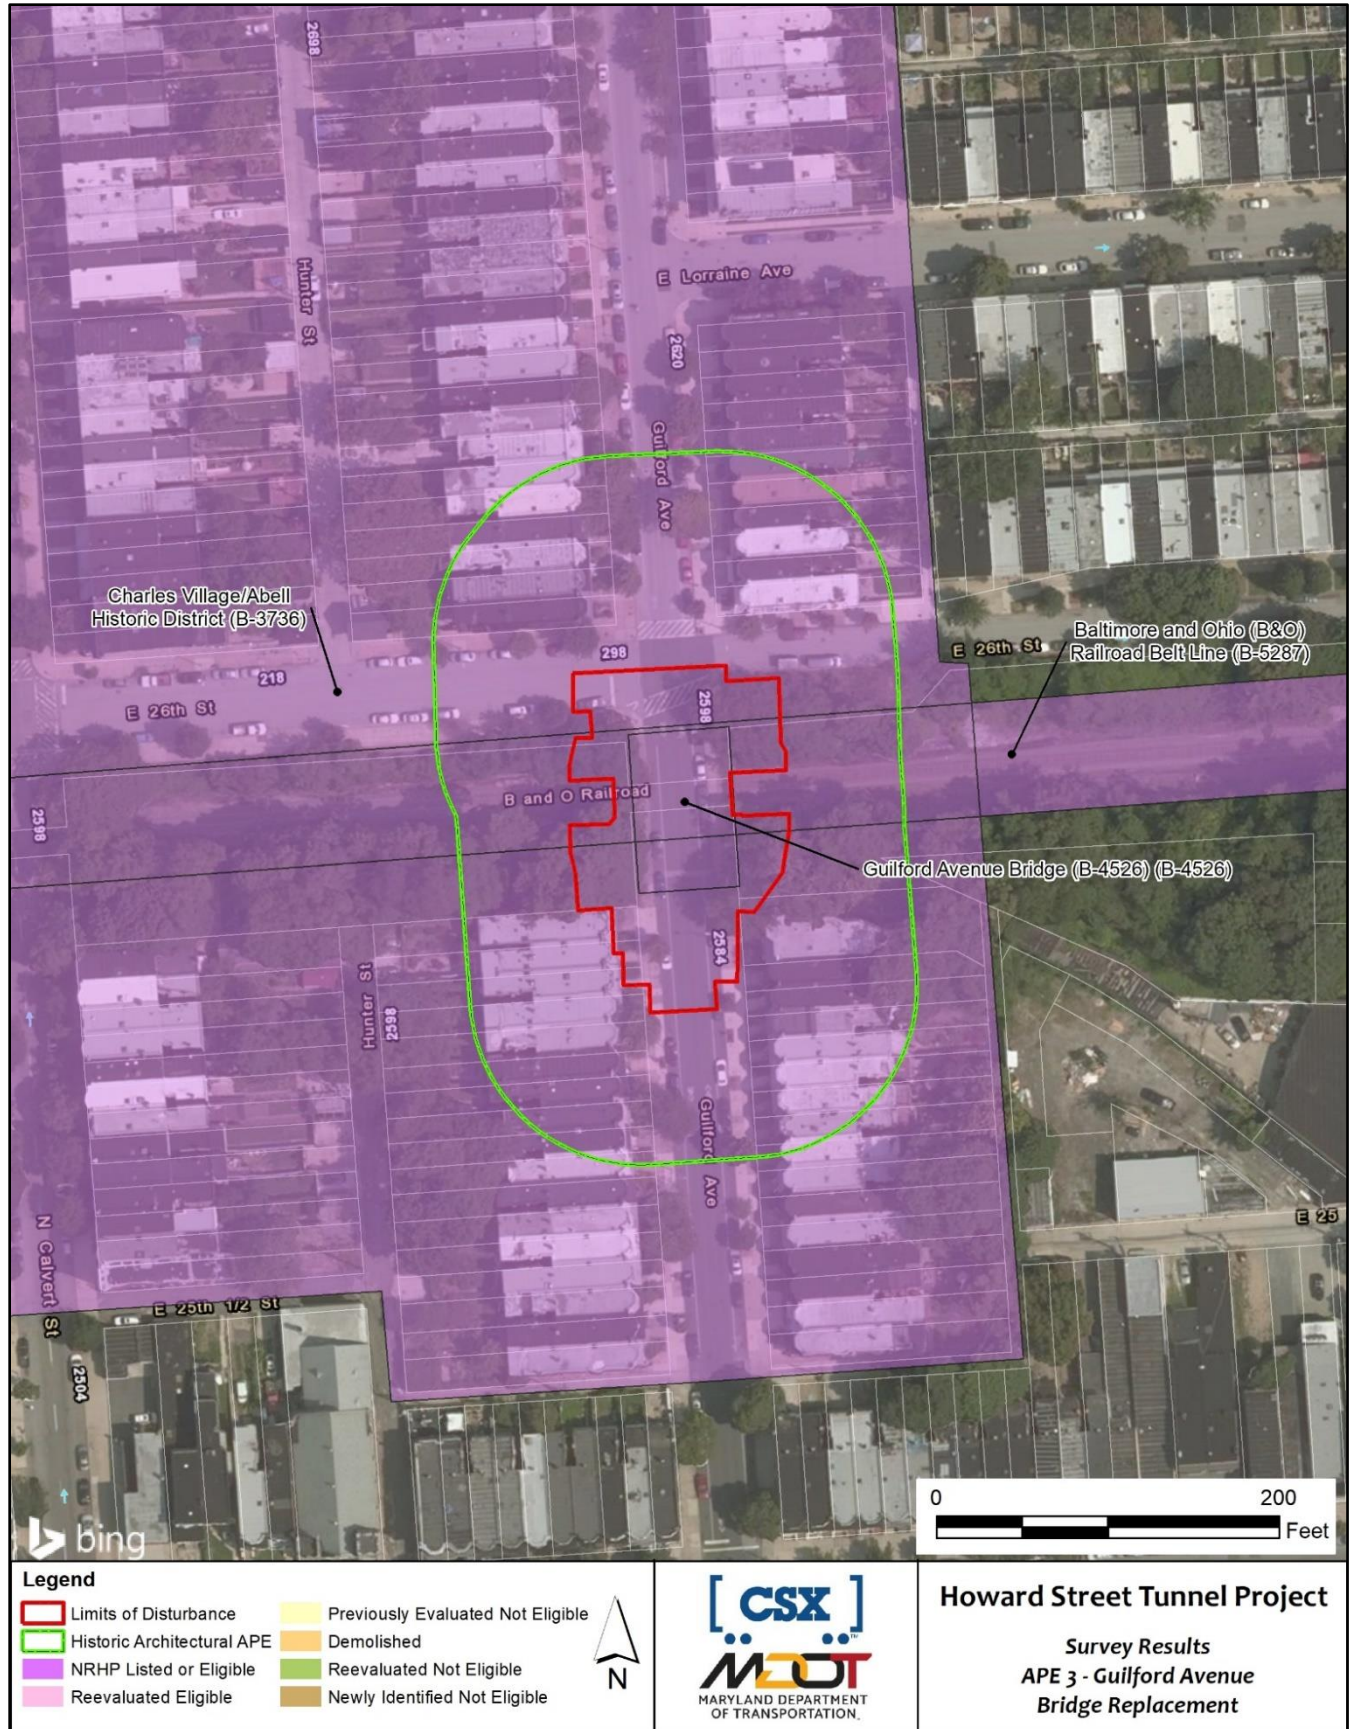 2698
Hunter St
E Lorraine Ave
2620
Guilford Ave
Charles Village/Abell
Historic District (B-3736)
298
218
E 26th St
2598
E 26th St
Baltimore and Ohio (B&O)
Railroad Belt Line (B-5287)
B and O Railroad
2598
Guilford Avenue Bridge (B-4526) (B-4526)
2584
Hunter St
2598
Guilford Ave
N Calvert St
E 25
E 25th 1/2 St
2504
0 200
Feet
bing
Legend
Limits of Disturbance
Historic Architectural APE
NRHP Listed or Eligible
Reevaluated Eligible
Previously Evaluated Not Eligible
Demolished
Reevaluated Not Eligible
Newly Identified Not Eligible
N
[CSX]
TM
MDOT
MARYLAND DEPARTMENT
OF TRANSPORTATION
Howard Street Tunnel Project
Survey Results
APE 3 - Guilford Avenue
Bridge Replacement